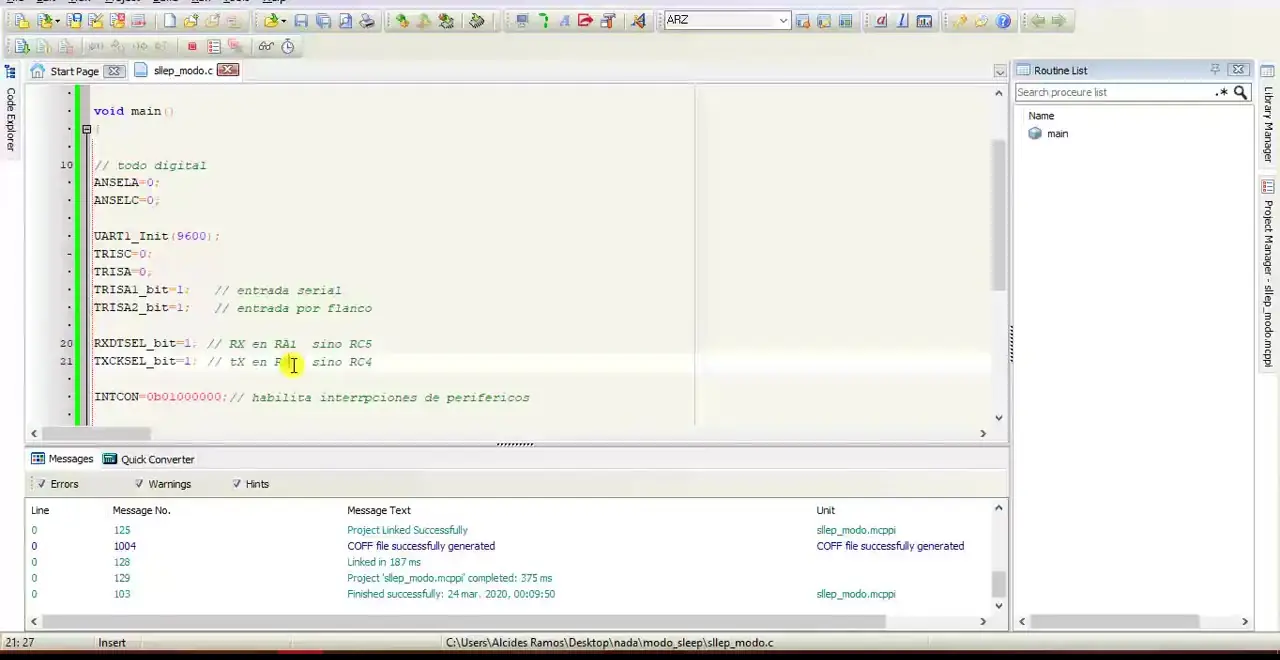 ARZ
Start Page
sllep_modo.c
Routine List
Code Explorer
void main()
{
10
// todo digital
ANSELA=0;
ANSELC=0;
UART1_Init(9600);
TRISC=0;
TRISA=0;
TRISA1_bit=1; // entrada serial
TRISA2_bit=1; // entrada por flanco
20
RXDTSEL_bit=1; // RX en RA1 sino RC5
21
TXCKSEL_bit=1; // tX en sino RC4
INTCON=0b01000000;// habilita interrpciones de perifericos
Search proceure list
Name
main
Library Manager
Project Manager - sllep_modo.mcppi
Messages
Quick Converter
Errors
Warnings
Hints
Line Message No. Message Text Unit
0 125 Project Linked Successfully sllep_modo.mcppi
0 1004 COFF file successfully generated COFF file successfully generated
0 128 Linked in 187 ms
0 129 Project 'sllep_modo.mcppi' completed: 375 ms
0 103 Finished successfully: 24 mar. 2020, 00:09:50 sllep_modo.mcppi
21: 27 Insert C:\Users\Alcides Ramos\Desktop\nada\modo_sleep\sllep_modo.c